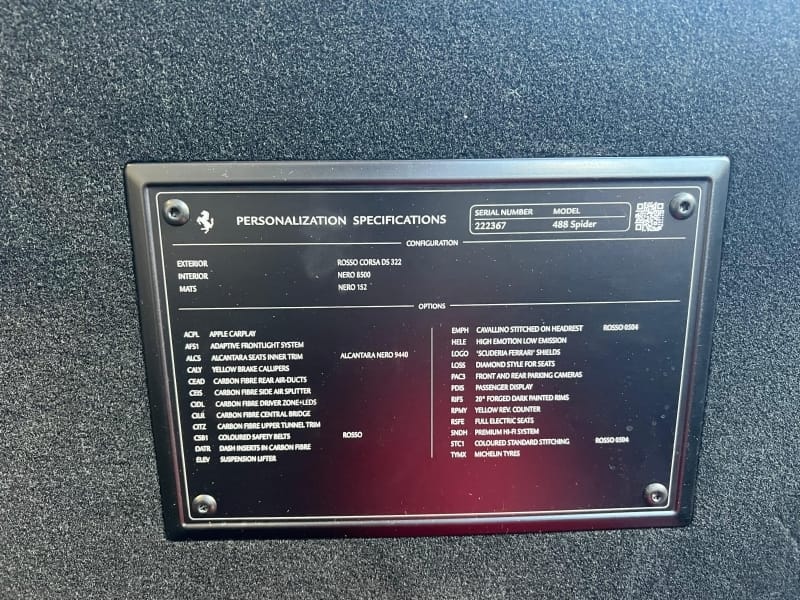 PERSONALIZATION SPECIFICATIONS
SERIAL NUMBER MODEL
222367 488 Spider
CONFIGURATION
EXTERIOR ROSSO CORSA DS 322
INTERIOR NERO 8500
MATS NERO 152
OPTIONS
ACPL APPLE CARPLAY
AFS1 ADAPTIVE FRONTLIGHT SYSTEM
ALCS ALCANTARA SEATS INNER TRIM ALCANTARA NERO 9440
CALY YELLOW BRAKE CALLIPERS
CEAD CARBON FIBRE REAR AIR-DUCTS
CEIS CARBON FIBRE SIDE AIR SPLITTER
CIDL CARBON FIBRE DRIVER ZONE+LEDS
CARBON FIBRE CENTRAL BRIDGE
CITZ CARBON FIBRE UPPER TUNNEL TRIM
CSB1 COLOURED SAFETY BELTS ROSSO
DATR DASH INSERTS IN CARBON FIBRE
ELEV SUSPENSION LIFTER
EMPH CAVALLINO STITCHED ON HEADREST ROSSO 0504
HELE HIGH EMOTION LOW EMISSION
LOGO 'SCUDERIA FERRARI' SHIELDS
LOSS DIAMOND STYLE FOR SEATS
PAC3 FRONT AND REAR PARKING CAMERAS
PDIS PASSENGER DISPLAY
RIFS 20" FORGED DARK PAINTED RIMS
RPMY YELLOW REV. COUNTER
RSFE FULL ELECTRIC SEATS
SNDH PREMIUM HI-FI SYSTEM
STC1 COLOURED STANDARD STITCHING ROSSO 0504
TYMX MICHELIN TYRES